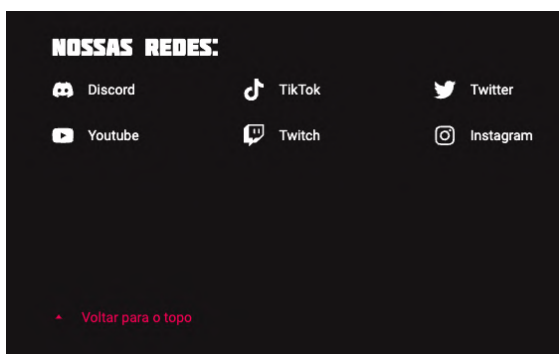 NOSSAS REDES:
Discord TikTok Twitter
Youtube Twitch Instagram
Voltar para o topo